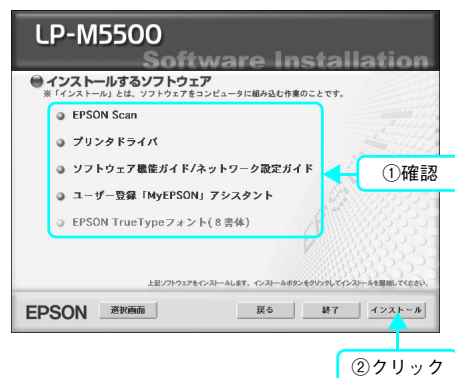 LP-M5500
Software Installation
インストールするソフトウェア
※「インストール」とは、ソフトウェアをコンピュータに組み込む作業のことです。
EPSON Scan
プリンタドライバ
ソフトウェア機能ガイド/ネットワーク設定ガイド
ユーザー登録「MyEPSON」アシスタント
EPSON TrueTypeフォント(8書体)
①確認
上記ソフトウェアをインストールします。インストールボタンをクリックしてインストールを開始してください。
EPSON 選択画面 戻る 終了 インストール
②クリック